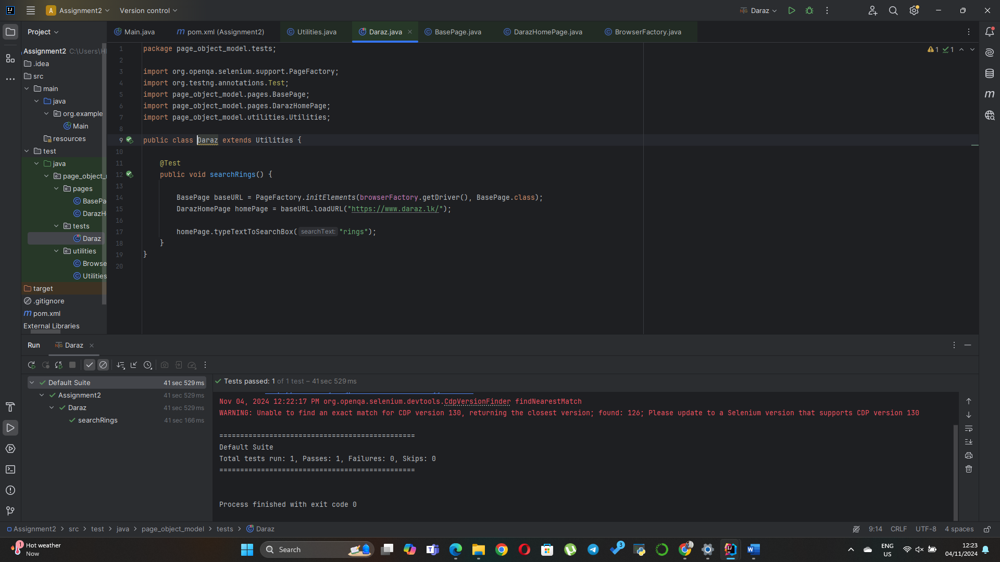 Assignment2
Version control
Daraz
Project
Main.java
pom.xml (Assignment2)
Utilities.java
Daraz.java
BasePage.java
DarazHomePage.java
BrowserFactory.java
Assignment2 C:\Users\H
.idea
src
main
java
org.example
Main
resources
test
java
page_object_
pages
BasePa
DarazH
tests
Daraz
utilities
Browse
Utilities
target
.gitignore
pom.xml
External Libraries
1 package page_object_model.tests;
2
3 import org.openqa.selenium.support.PageFactory;
4 import org.testng.annotations.Test;
5 import page_object_model.pages.BasePage;
6 import page_object_model.pages.DarazHomePage;
7 import page_object_model.utilities.Utilities;
8
9 public class Daraz extends Utilities {
10
11 @Test
12 public void searchRings() {
13
14 BasePage baseURL = PageFactory.initElements(browserFactory.getDriver(), BasePage.class);
15 DarazHomePage homePage = baseURL.loadURL("https://www.daraz.lk/");
16
17 homePage.typeTextToSearchBox( searchText: "rings");
18 }
19 }
20
1 1
Run
Daraz
Default Suite 41 sec 529 ms
Assignment2 41 sec 529 ms
Daraz 41 sec 529 ms
searchRings 41 sec 166 ms
Tests passed: 1 of 1 test – 41 sec 529 ms
Nov 04, 2024 12:22:17 PM org.openqa.selenium.devtools.CdpVersionFinder findNearestMatch
WARNING: Unable to find an exact match for CDP version 130, returning the closest version; found: 126; Please update to a Selenium version that supports CDP version 130
===============================================
Default Suite
Total tests run: 1, Passes: 1, Failures: 0, Skips: 0
===============================================
Process finished with exit code 0
Assignment2 > src > test > java > page_object_model > tests > Daraz
9:14 CRLF UTF-8 4 spaces
1
Hot weather
Now
Search
3
ENG
US
12:23
04/11/2024